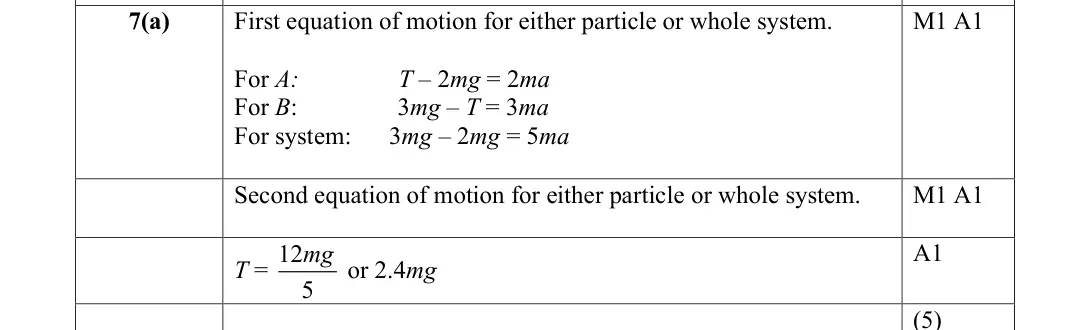 7(a) First equation of motion for either particle or whole system. M1 A1
For A: T – 2mg = 2ma
For B: 3mg – T = 3ma
For system: 3mg – 2mg = 5ma
Second equation of motion for either particle or whole system. M1 A1
T = 12mg/5 or 2.4mg A1
(5)